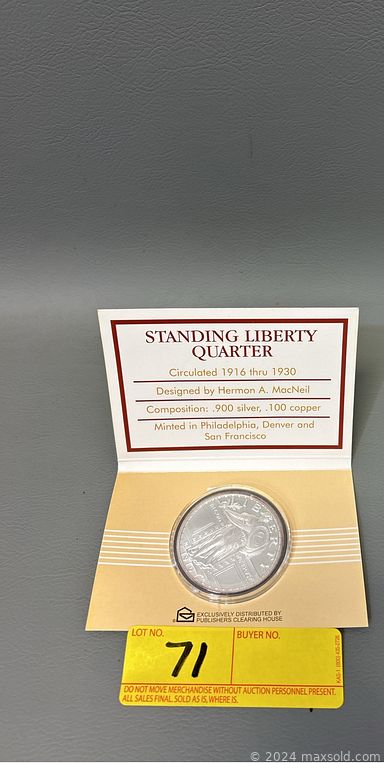 STANDING LIBERTY
QUARTER
Circulated 1916 thru 1930
Designed by Hermon A. MacNeil
Composition: .900 silver, .100 copper
Minted in Philadelphia, Denver and
San Francisco
LIBERTY
EXCLUSIVELY DISTRIBUTED BY
PUBLISHERS CLEARING HOUSE
LOT NO.
71
BUYER NO.
DO NOT MOVE MERCHANDISE WITHOUT AUCTION PERSONNEL PRESENT.
ALL SALES FINAL. SOLD AS IS, WHERE IS.
© 2024 maxsold.com